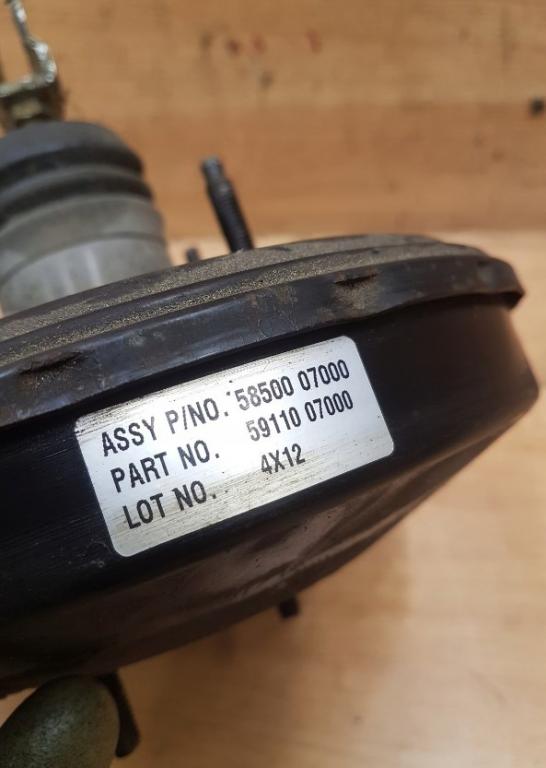 ASSY P/NO. 58500 07000
PART NO. 59110 07000
LOT NO. 4X12